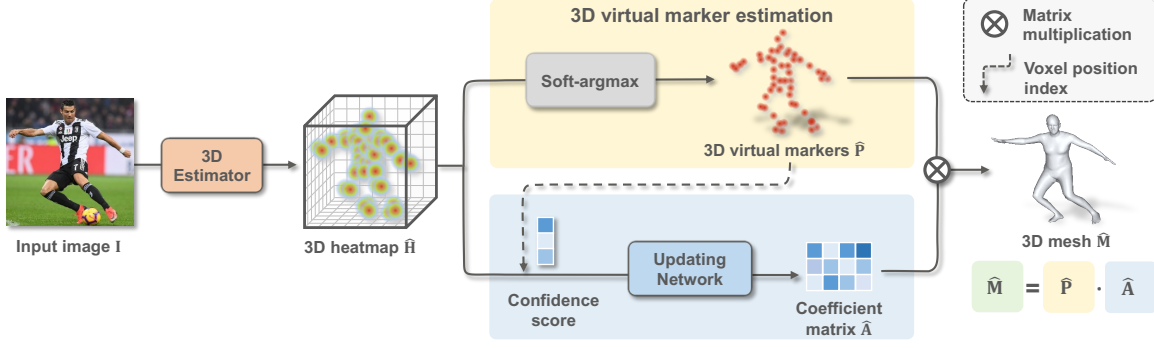 3D virtual marker estimation
Matrix
multiplication
Voxel position
index
Soft-argmax
Jeep
3D
Estimator
3D virtual markers P̂
Input image I
3D heatmap Ĥ
Confidence
score
Updating
Network
Coefficient
matrix Â
3D mesh M̂
M̂ = P̂ · Â